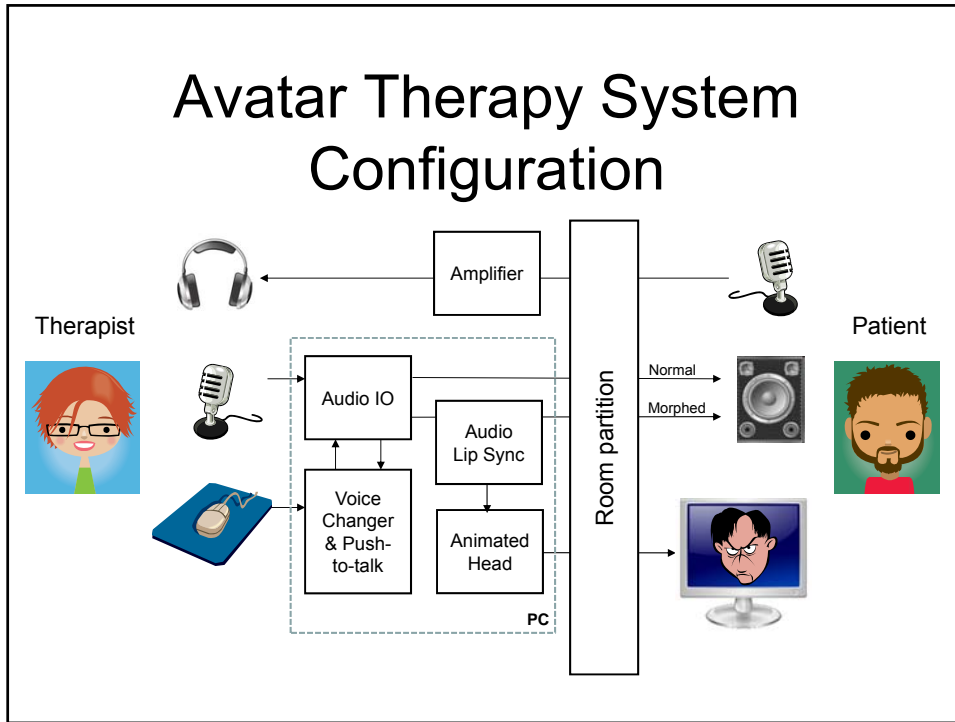 Avatar Therapy System
Configuration
Amplifier
Therapist
Patient
Audio IO
Normal
Morphed
Audio
Lip Sync
Room partition
Voice
Changer
& Push-
to-talk
Animated
Head
PC